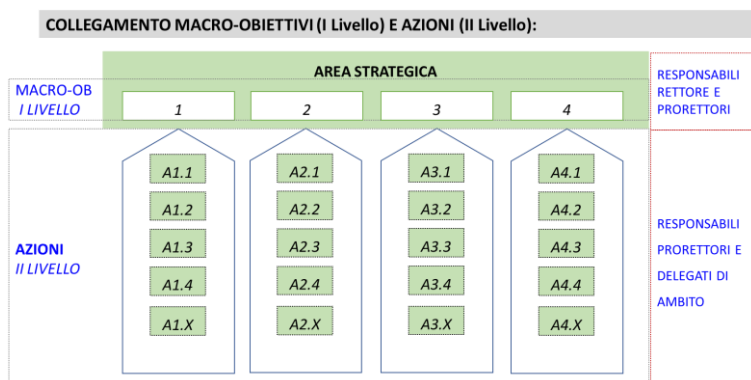 COLLEGAMENTO MACRO-OBIETTIVI (I Livello) E AZIONI (II Livello):
AREA STRATEGICA
MACRO-OB
I LIVELLO
1 2 3 4
RESPONSABILI
RETTORE E
PRORETTORI
AZIONI
II LIVELLO
A1.1 A2.1 A3.1 A4.1
A1.2 A2.2 A3.2 A4.2
A1.3 A2.3 A3.3 A4.3
A1.4 A2.4 A3.4 A4.4
A1.X A2.X A3.X A4.X
RESPONSABILI
PRORETTORI E
DELEGATI DI
AMBITO